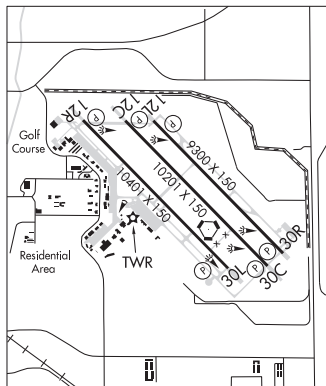 12R
12C
12L
P
P
P
Golf
Course
9300 X 150
10201 X 150
10401 X 150
Residential
Area
TWR
30R
30L
30C
P
P
P